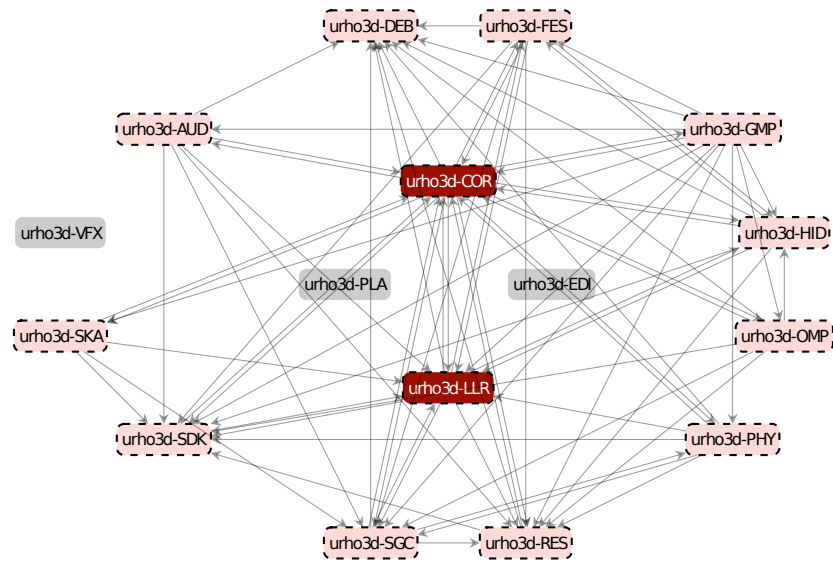 urho3d-DEB
urho3d-FES
urho3d-AUD
urho3d-GMP
urho3d-COR
urho3d-VFX
urho3d-HID
urho3d-PLA
urho3d-EDI
urho3d-SKA
urho3d-OMP
urho3d-LLR
urho3d-SDK
urho3d-PHY
urho3d-SGC
urho3d-RES